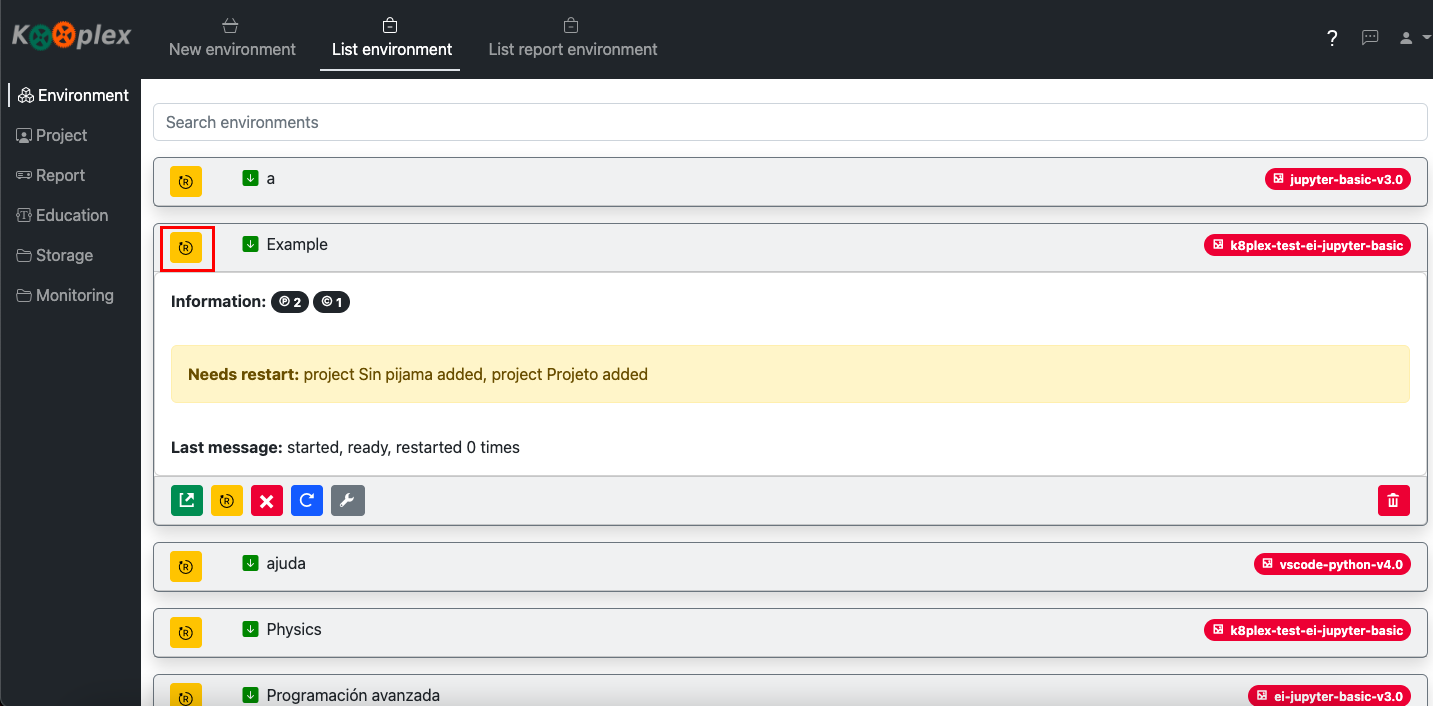 Kooplex
New environment
List environment
List report environment
?
Environment
Project
Report
Education
Storage
Monitoring
Search environments
a
jupyter-basic-v3.0
Example
k8plex-test-ei-jupyter-basic
Information: 2 1
Needs restart: project Sin pijama added, project Projeto added
Last message: started, ready, restarted 0 times
ajuda
vscode-python-v4.0
Physics
k8plex-test-ei-jupyter-basic
Programación avanzada
ei-jupyter-basic-v3.0